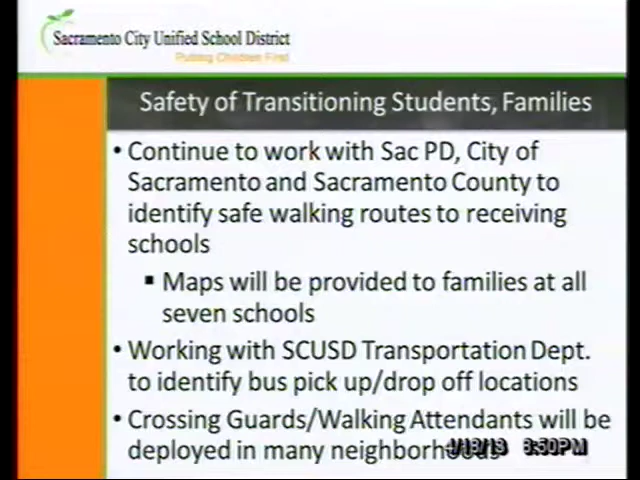 Sacramento City Unified School District
Putting Children First
Safety of Transitioning Students, Families
• Continue to work with Sac PD, City of
Sacramento and Sacramento County to
identify safe walking routes to receiving
schools
▪ Maps will be provided to families at all
seven schools
• Working with SCUSD Transportation Dept.
to identify bus pick up/drop off locations
• Crossing Guards/Walking Attendants will be
deployed in many neighborhoods